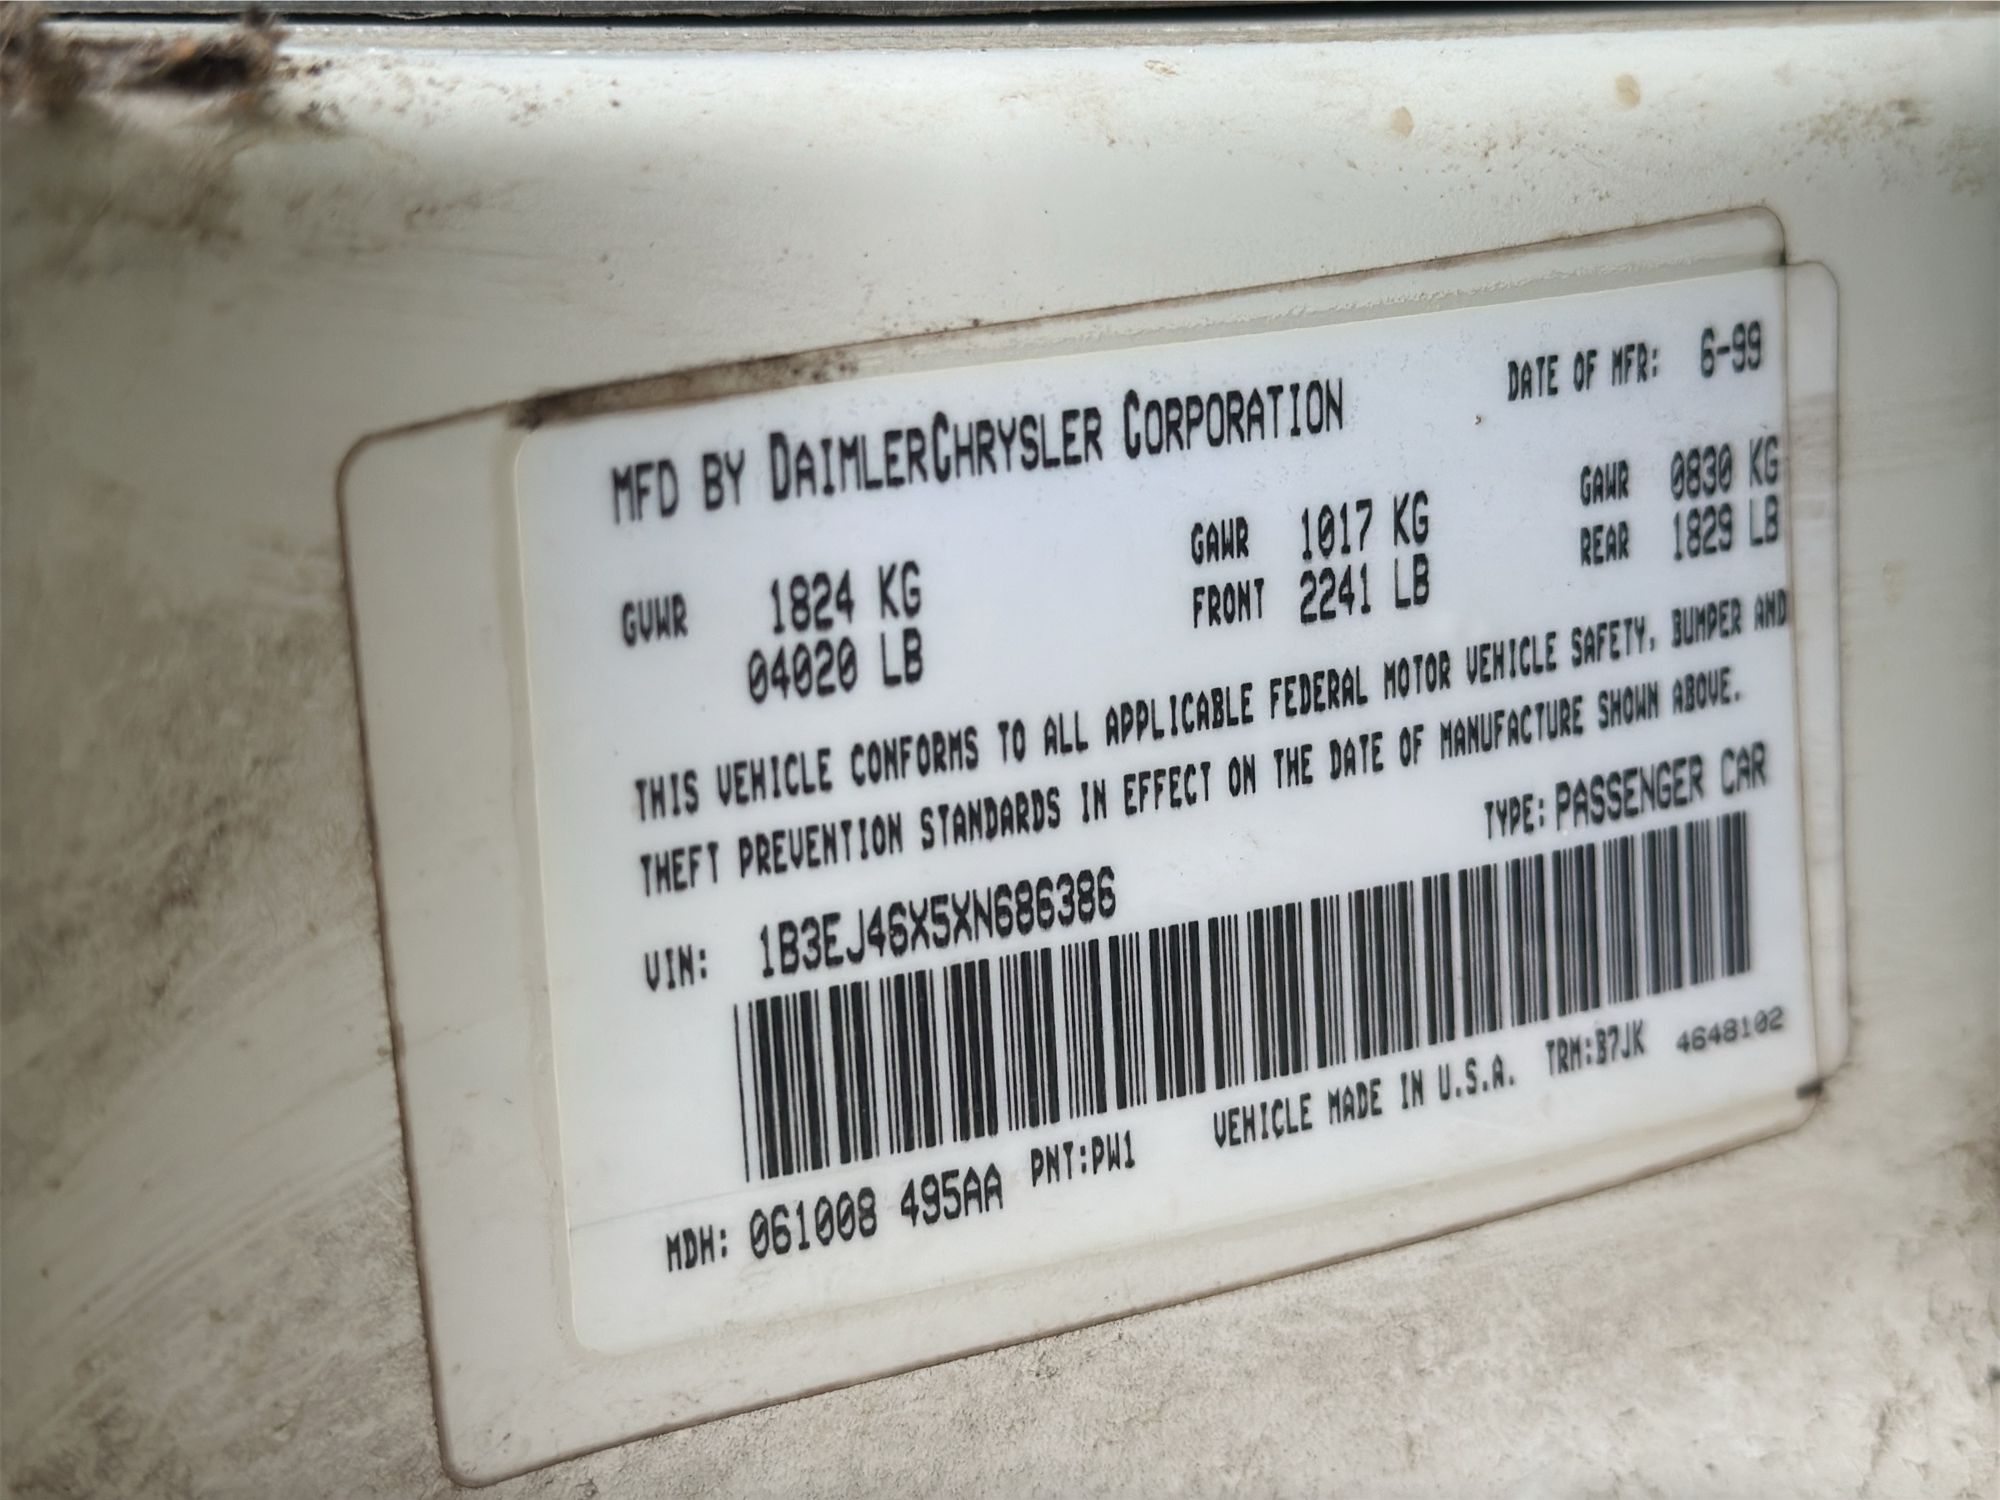 MFD BY DAIMLERCHRYSLER CORPORATION DATE OF MFR: 6-99
GVWR 1824 KG GAWR 1017 KG GAWR 0830 KG
04020 LB FRONT 2241 LB REAR 1829 LB
THIS VEHICLE CONFORMS TO ALL APPLICABLE FEDERAL MOTOR VEHICLE SAFETY, BUMPER AND
THEFT PREVENTION STANDARDS IN EFFECT ON THE DATE OF MANUFACTURE SHOWN ABOVE.
VIN: 1B3EJ46X5XN686386 TYPE: PASSENGER CAR
MDH: 061008 495AA PNT:PW1 VEHICLE MADE IN U.S.A. TRM:B7JK 4648102